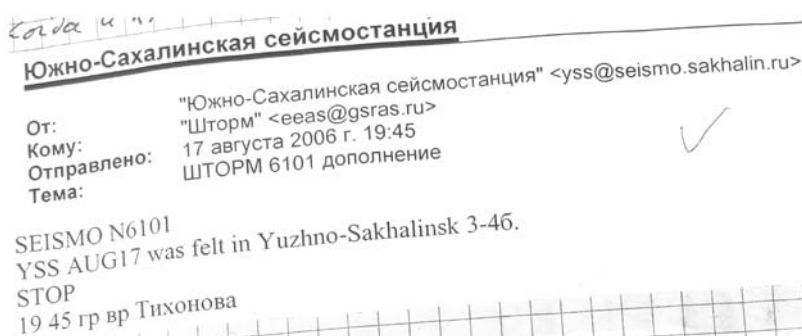 Южно-Сахалинская сейсмостанция
От: "Южно-Сахалинская сейсмостанция" <yss@seismo.sakhalin.ru>
Кому: "Шторм" <eeas@gsras.ru>
Отправлено: 17 августа 2006 г. 19:45
Тема: ШТОРМ 6101 дополнение
SEISMO N6101
YSS AUG17 was felt in Yuzhno-Sakhalinsk 3-4б.
STOP
19 45 гр вр Тихонова